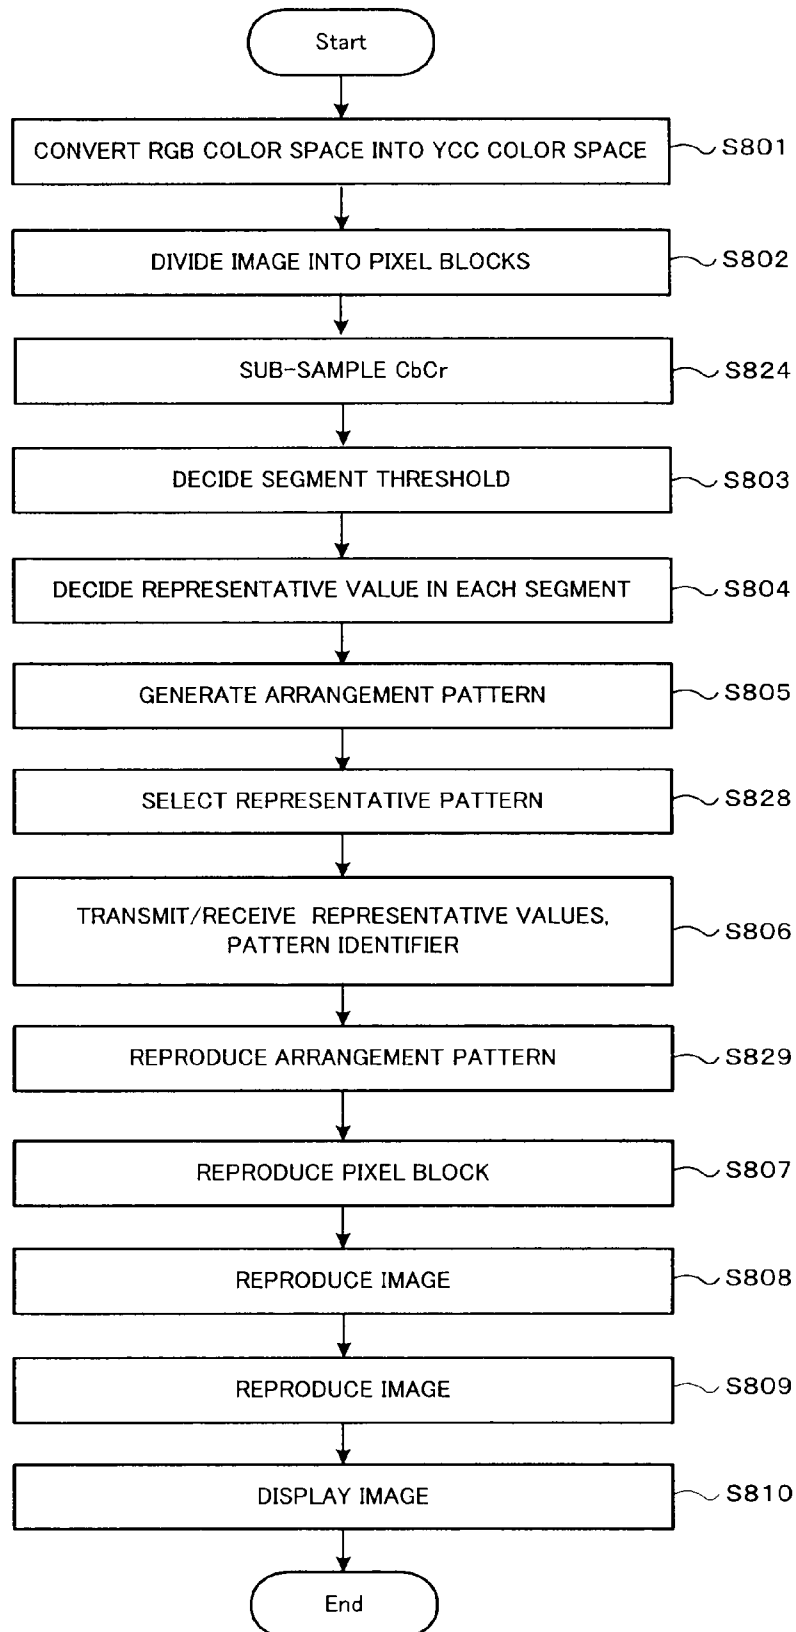 Start
CONVERT RGB COLOR SPACE INTO YCC COLOR SPACE S801
DIVIDE IMAGE INTO PIXEL BLOCKS S802
SUB-SAMPLE CbCr S824
DECIDE SEGMENT THRESHOLD S803
DECIDE REPRESENTATIVE VALUE IN EACH SEGMENT S804
GENERATE ARRANGEMENT PATTERN S805
SELECT REPRESENTATIVE PATTERN S828
TRANSMIT/RECEIVE REPRESENTATIVE VALUES,
PATTERN IDENTIFIER S806
REPRODUCE ARRANGEMENT PATTERN S829
REPRODUCE PIXEL BLOCK S807
REPRODUCE IMAGE S808
REPRODUCE IMAGE S809
DISPLAY IMAGE S810
End